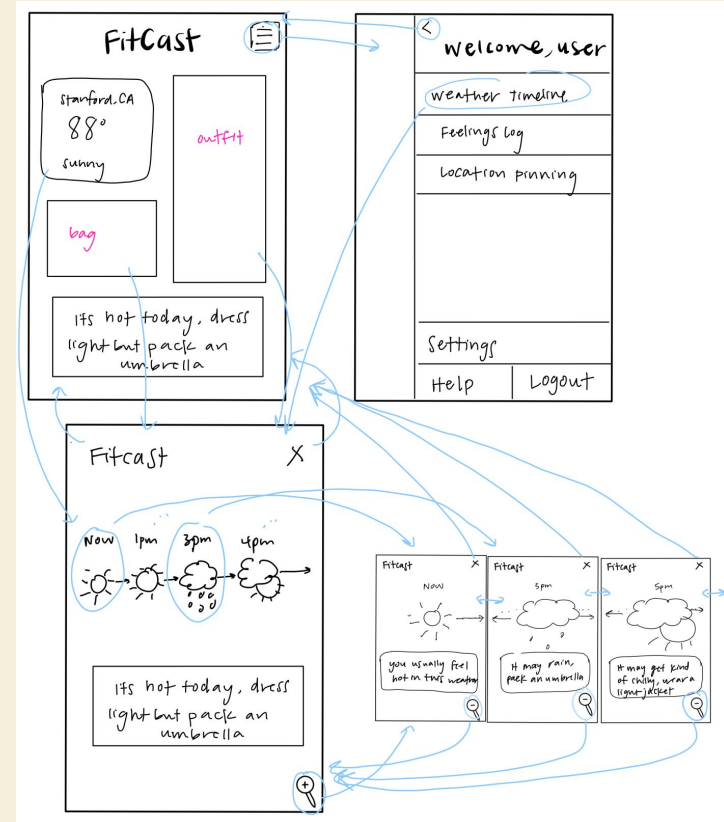 FitCast
Stanford, CA
88°
sunny
outfit
bag
its hot today, dress
light but pack an
umbrella
<
welcome, user
weather timeline
Feelings log
Location pinning
Settings
Help
Logout
Fitcast
X
Now 1pm 3pm 4pm
its hot today, dress
light but pack an
umbrella
Fitcast X
Now
you usually feel
hot in this weather
Fitcast X
3pm
It may rain,
pack an umbrella
Fitcast X
5pm
It may get kind
of chilly, wear a
light jacket